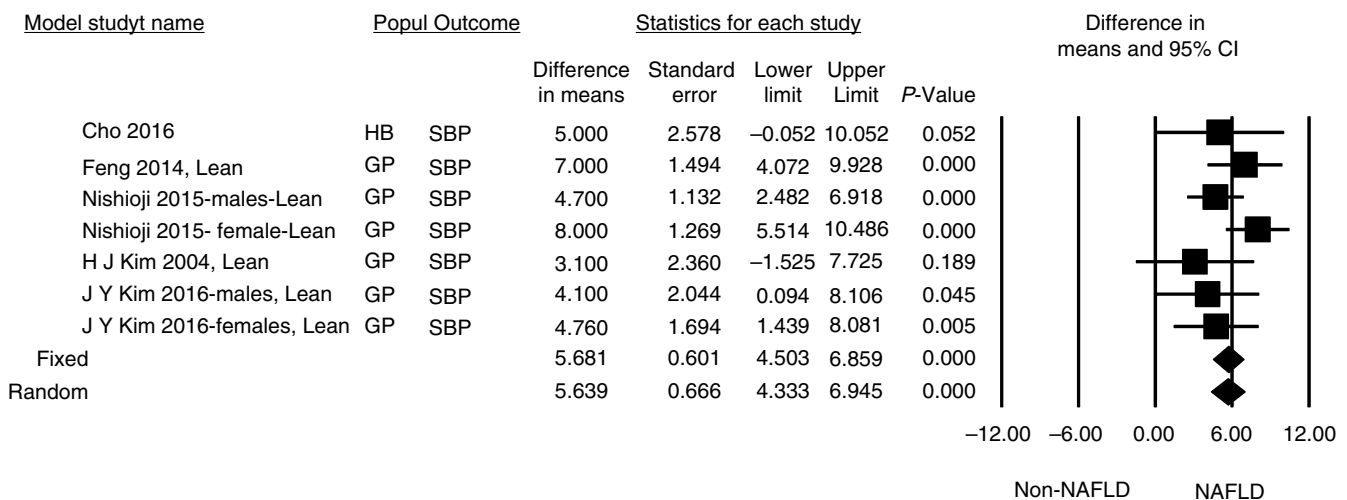 Model studyt name Popul Outcome Statistics for each study Difference in
means and 95% CI
Difference Standard Lower Upper
in means error limit Limit P-Value
Cho 2016 HB SBP 5.000 2.578 −0.052 10.052 0.052
Feng 2014, Lean GP SBP 7.000 1.494 4.072 9.928 0.000
Nishioji 2015-males-Lean GP SBP 4.700 1.132 2.482 6.918 0.000
Nishioji 2015- female-Lean GP SBP 8.000 1.269 5.514 10.486 0.000
H J Kim 2004, Lean GP SBP 3.100 2.360 −1.525 7.725 0.189
J Y Kim 2016-males, Lean GP SBP 4.100 2.044 0.094 8.106 0.045
J Y Kim 2016-females, Lean GP SBP 4.760 1.694 1.439 8.081 0.005
Fixed 5.681 0.601 4.503 6.859 0.000
Random 5.639 0.666 4.333 6.945 0.000
−12.00 −6.00 0.00 6.00 12.00
Non-NAFLD NAFLD